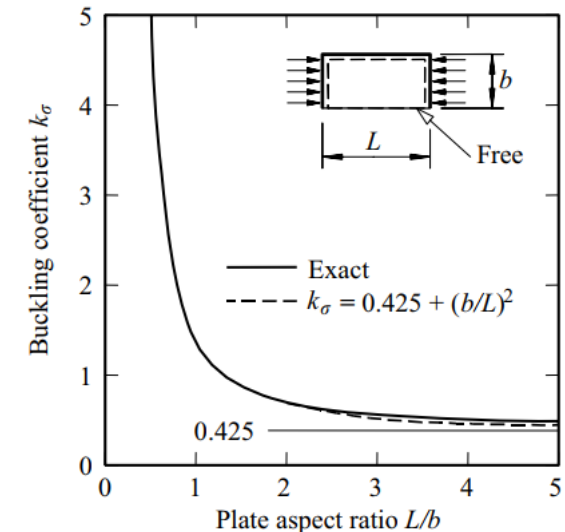 5
4
3
2
1
0
Buckling coefficient kσ
b
L
Free
Exact
kσ = 0.425 + (b/L)²
0.425
0 1 2 3 4 5
Plate aspect ratio L/b